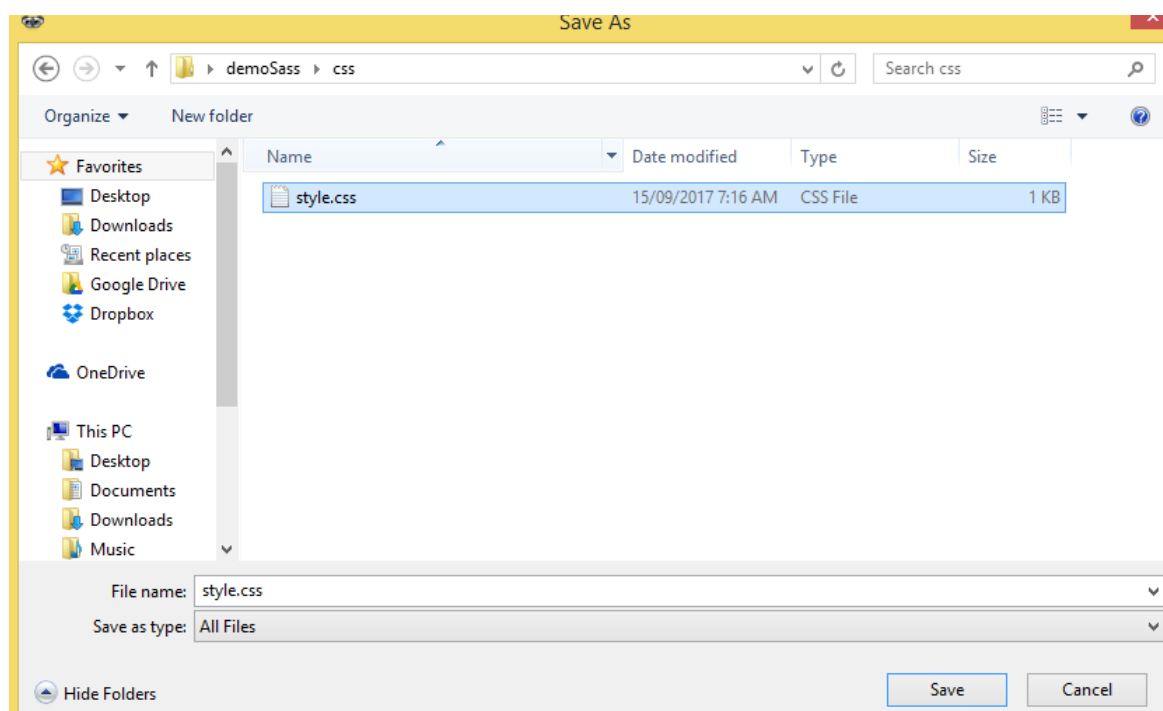 Save As
demoSass css
Search css
Organize New folder
Name Date modified Type Size
style.css 15/09/2017 7:16 AM CSS File 1 KB
Favorites
Desktop
Downloads
Recent places
Google Drive
Dropbox
OneDrive
This PC
Desktop
Documents
Downloads
Music
File name: style.css
Save as type: All Files
Hide Folders
Save Cancel